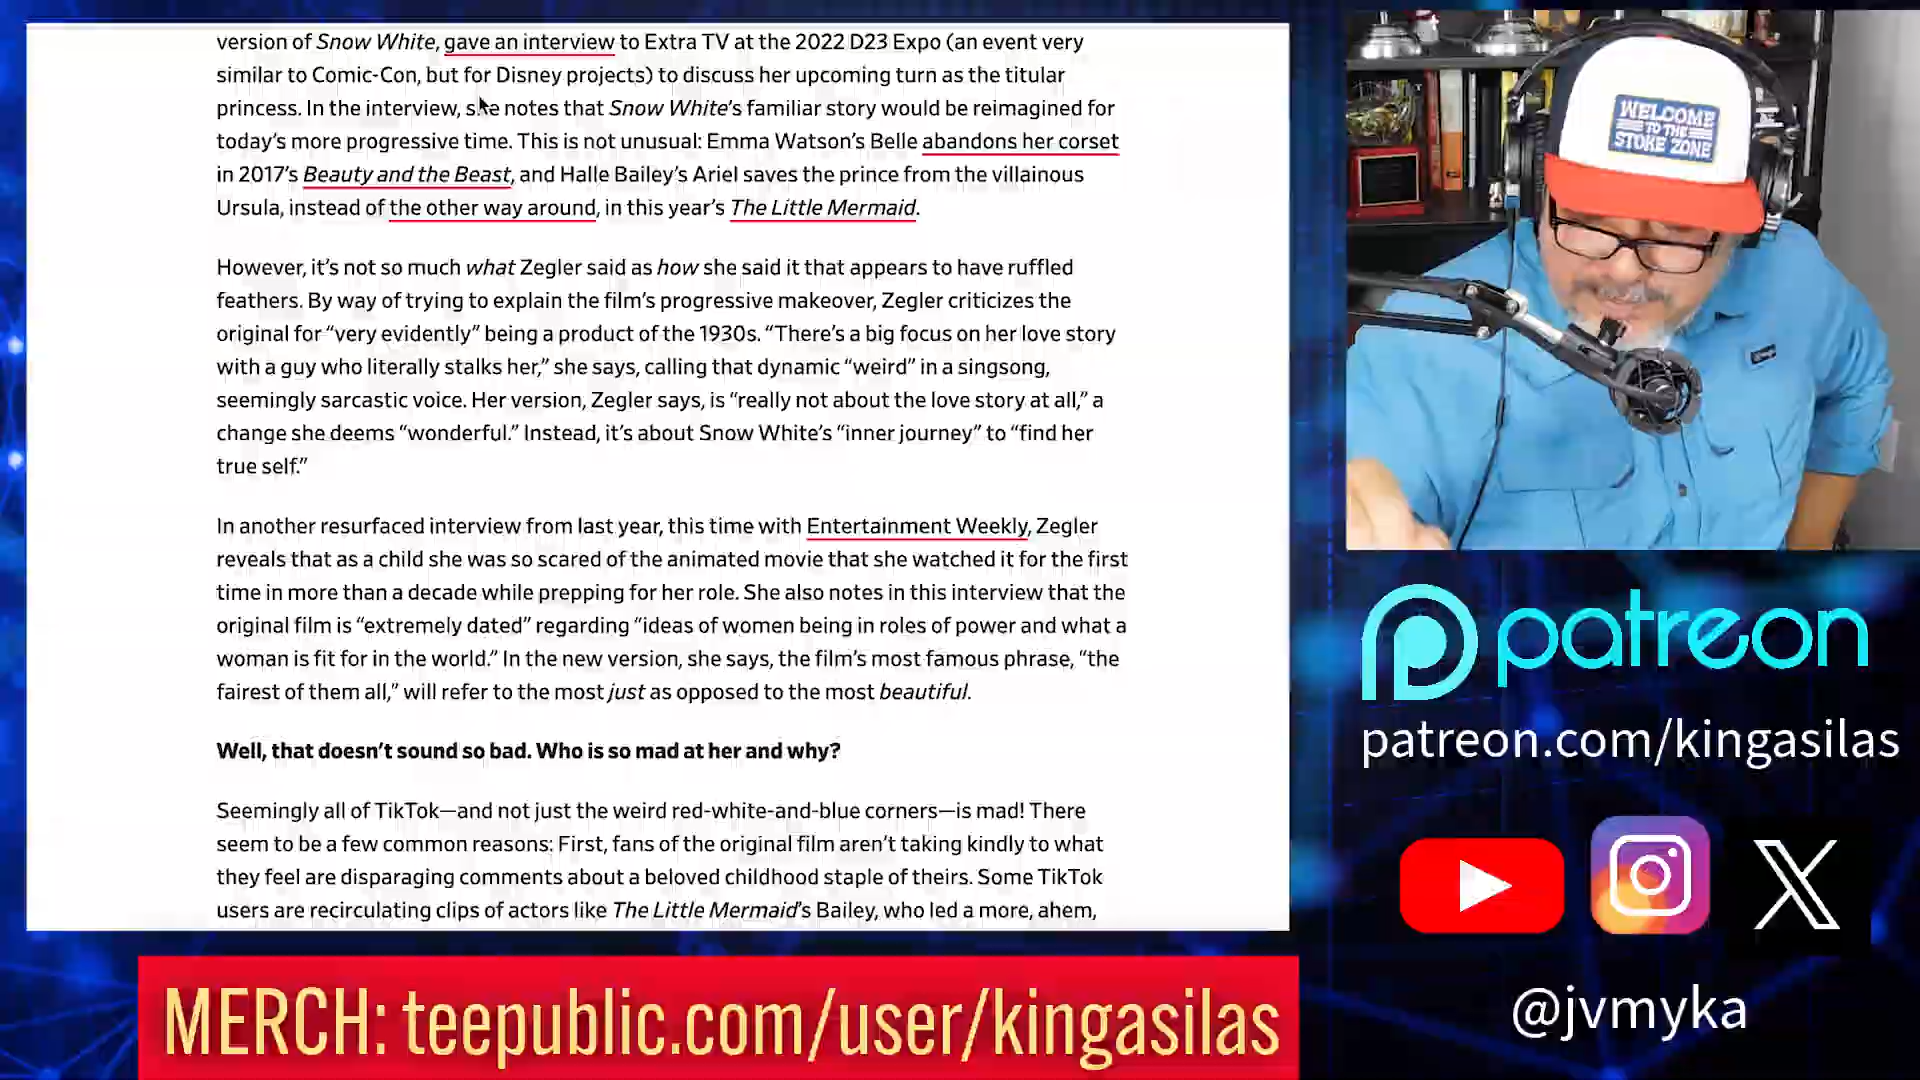 version of Snow White, gave an interview to Extra TV at the 2022 D23 Expo (an event very
similar to Comic-Con, but for Disney projects) to discuss her upcoming turn as the titular
princess. In the interview, she notes that Snow White’s familiar story would be reimagined for
today’s more progressive time. This is not unusual: Emma Watson’s Belle abandons her corset
in 2017’s Beauty and the Beast, and Halle Bailey’s Ariel saves the prince from the villainous
Ursula, instead of the other way around, in this year’s The Little Mermaid.
However, it’s not so much what Zegler said as how she said it that appears to have ruffled
feathers. By way of trying to explain the film’s progressive makeover, Zegler criticizes the
original for “very evidently” being a product of the 1930s. “There’s a big focus on her love story
with a guy who literally stalks her,” she says, calling that dynamic “weird” in a singsong,
seemingly sarcastic voice. Her version, Zegler says, is “really not about the love story at all,” a
change she deems “wonderful.” Instead, it’s about Snow White’s “inner journey” to “find her
true self.”
In another resurfaced interview from last year, this time with Entertainment Weekly, Zegler
reveals that as a child she was so scared of the animated movie that she watched it for the first
time in more than a decade while prepping for her role. She also notes in this interview that the
original film is “extremely dated” regarding “ideas of women being in roles of power and what a
woman is fit for in the world.” In the new version, she says, the film’s most famous phrase, “the
fairest of them all,” will refer to the most just as opposed to the most beautiful.
Well, that doesn’t sound so bad. Who is so mad at her and why?
Seemingly all of TikTok—and not just the weird red-white-and-blue corners—is mad! There
seem to be a few common reasons: First, fans of the original film aren’t taking kindly to what
they feel are disparaging comments about a beloved childhood staple of theirs. Some TikTok
users are recirculating clips of actors like The Little Mermaid’s Bailey, who led a more, ahem,
WELCOME
TO THE
STOKE ZONE
patreon
patreon.com/kingasilas
@jvmyka
MERCH: teepublic.com/user/kingasilas